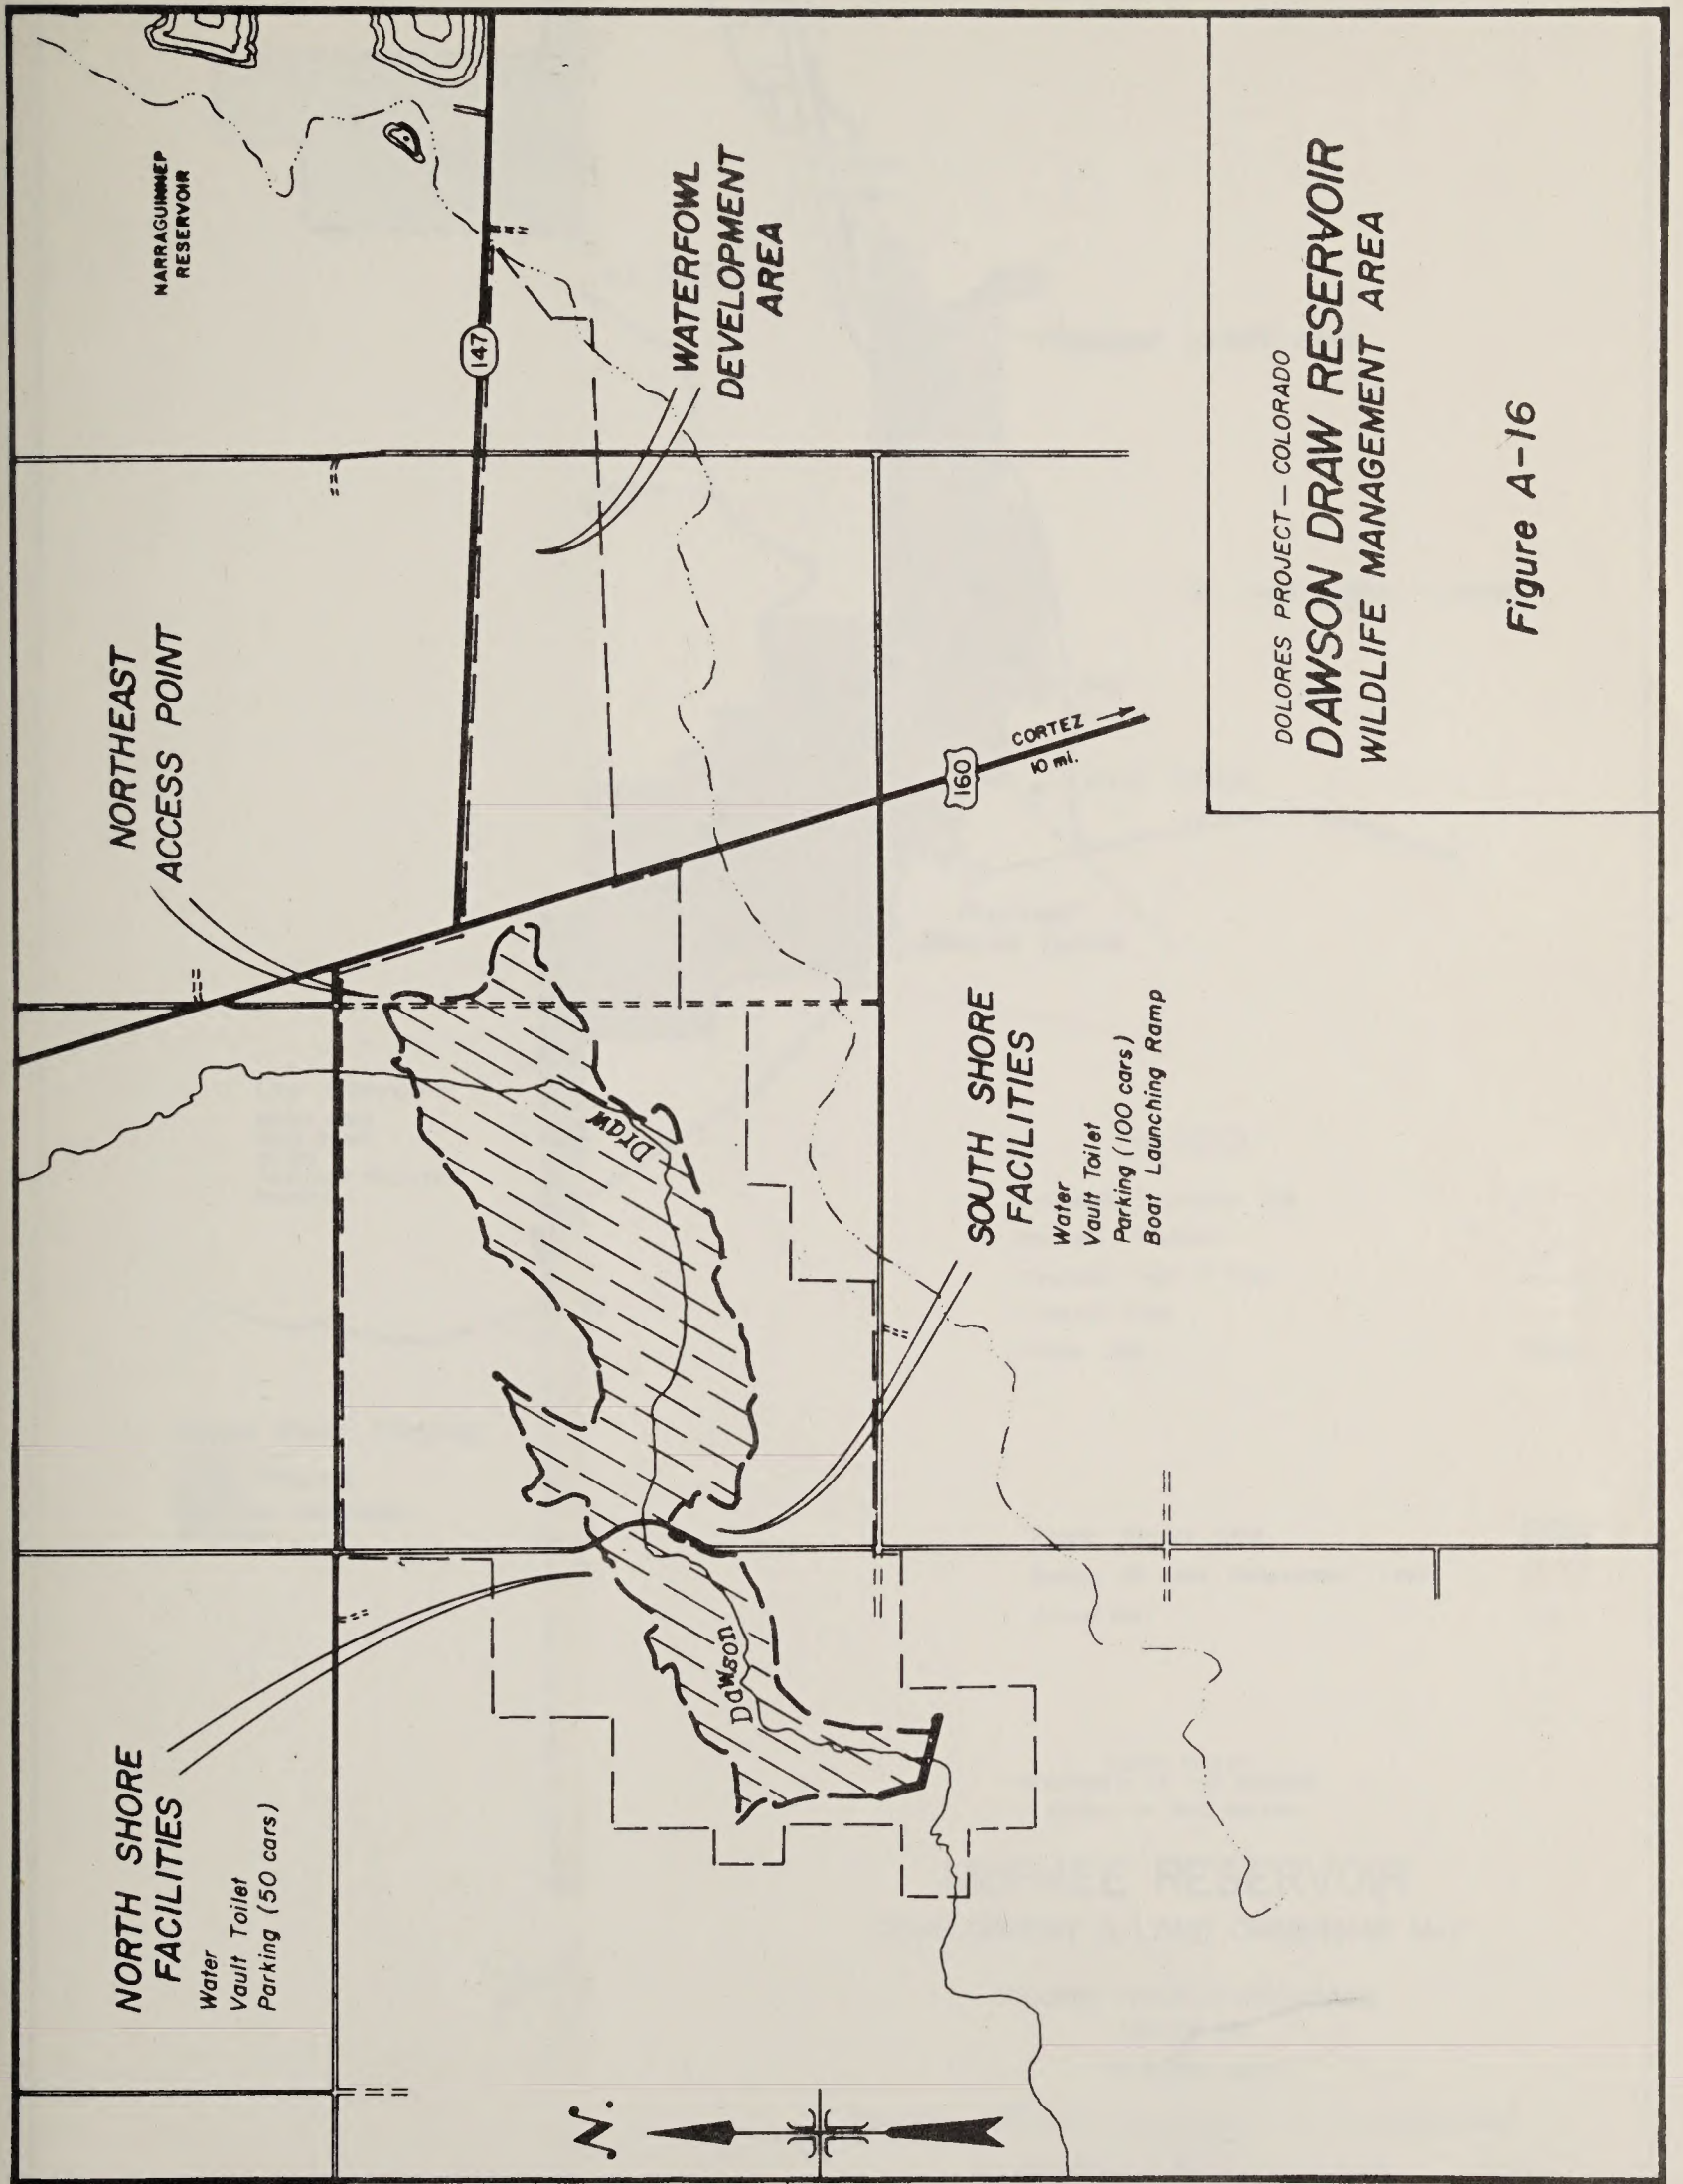 NORTH SHORE
FACILITIES
Water
Vault Toilet
Parking (50 cars)
NORTHEAST
ACCESS POINT
NARRAGUINNEP
RESERVOIR
147
WATERFOWL
DEVELOPMENT
AREA
Draw
Dawson
160
CORTEZ
10 mi.
SOUTH SHORE
FACILITIES
Water
Vault Toilet
Parking (100 cars)
Boat Launching Ramp
N.
DOLORES PROJECT — COLORADO
DAWSON DRAW RESERVOIR
WILDLIFE MANAGEMENT AREA
Figure A-16